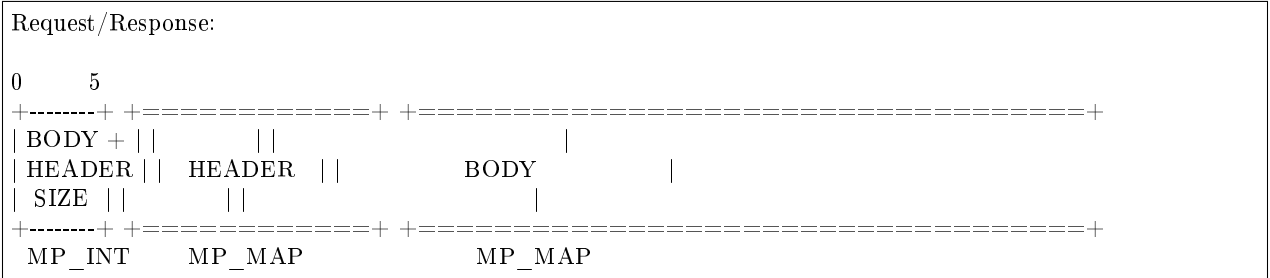 Request/Response:
0 5
+--------+ +============+ +===================================+
| BODY + | | | | |
| HEADER | | HEADER | | BODY |
| SIZE | | | | |
+--------+ +============+ +===================================+
MP_INT MP_MAP MP_MAP